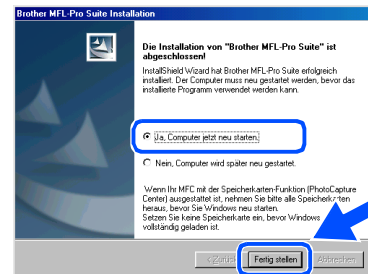 Brother MFL-Pro Suite Installation
Die Installation von "Brother MFL-Pro Suite" ist
abgeschlossen!
InstallShield Wizard hat Brother MFL-Pro Suite erfolgreich
installiert. Der Computer muss neu gestartet werden, bevor das
installierte Programm verwendet werden kann.
Ja, Computer jetzt neu starten.
Nein, Computer wird später neu gestartet.
Wenn Ihr MFC mit der Speicherkarten-Funktion (PhotoCapture
Center) ausgestattet ist, nehmen Sie bitte alle Speicherkarten
heraus, bevor Sie Windows neu starten.
Setzen Sie keine Speicherkarte ein, bevor Windows
vollständig geladen ist.
< Zurück Fertig stellen Abbrechen